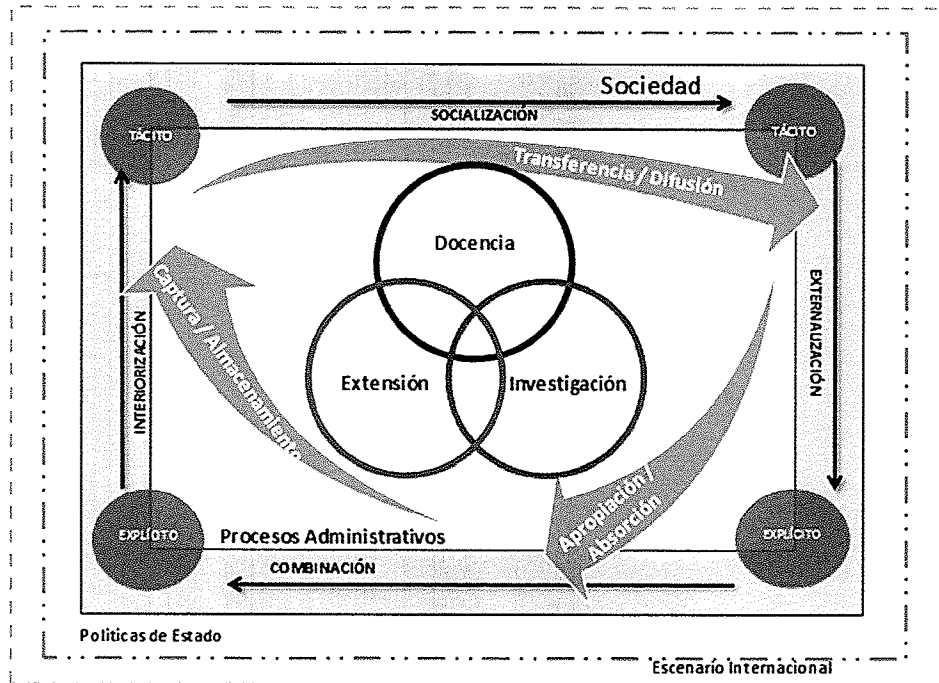 Sociedad
SOCIALIZACIÓN
TÁCITO
TÁCITO
Transferencia / Difusión
Docencia
Captura / Almacenamiento
INTERIORIZACIÓN
EXTERNALIZACIÓN
Extensión
Investigación
Apropiación /
Absorción
EXPLÍCITO
EXPLÍCITO
Procesos Administrativos
COMBINACIÓN
Políticas de Estado
Escenario Internacional